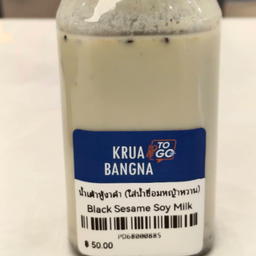 KRUA
BANGNA
TO
GO
น้ำเต้าหู้งาดำ (ใส่น้ำเชื่อมหญ้าหวาน)
Black Sesame Soy Milk
PD68000685
฿ 50.00